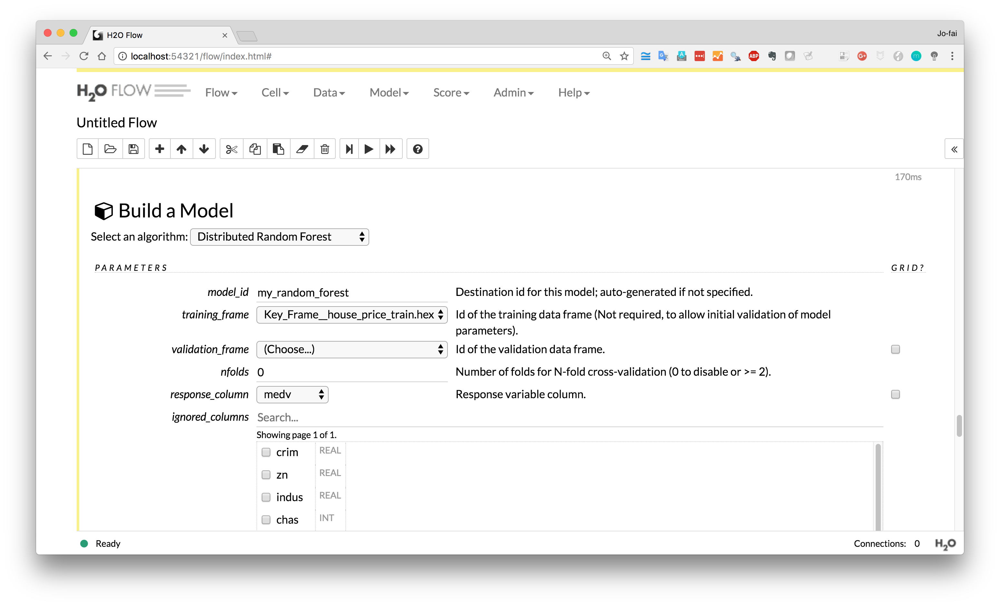 H2O Flow
Jo-fai
localhost:54321/flow/index.html#
ABP
G+
m
H2O FLOW
Flow Cell Data Model Score Admin Help
Untitled Flow
170ms
Build a Model
Select an algorithm: Distributed Random Forest
PARAMETERS GRID?
model_id my_random_forest Destination id for this model; auto-generated if not specified.
training_frame Key_Frame__house_price_train.hex Id of the training data frame (Not required, to allow initial validation of model
parameters).
validation_frame (Choose...) Id of the validation data frame.
nfolds 0 Number of folds for N-fold cross-validation (0 to disable or >= 2).
response_column medv Response variable column.
ignored_columns Search...
Showing page 1 of 1.
crim REAL
zn REAL
indus REAL
chas INT
Ready Connections: 0 H2O